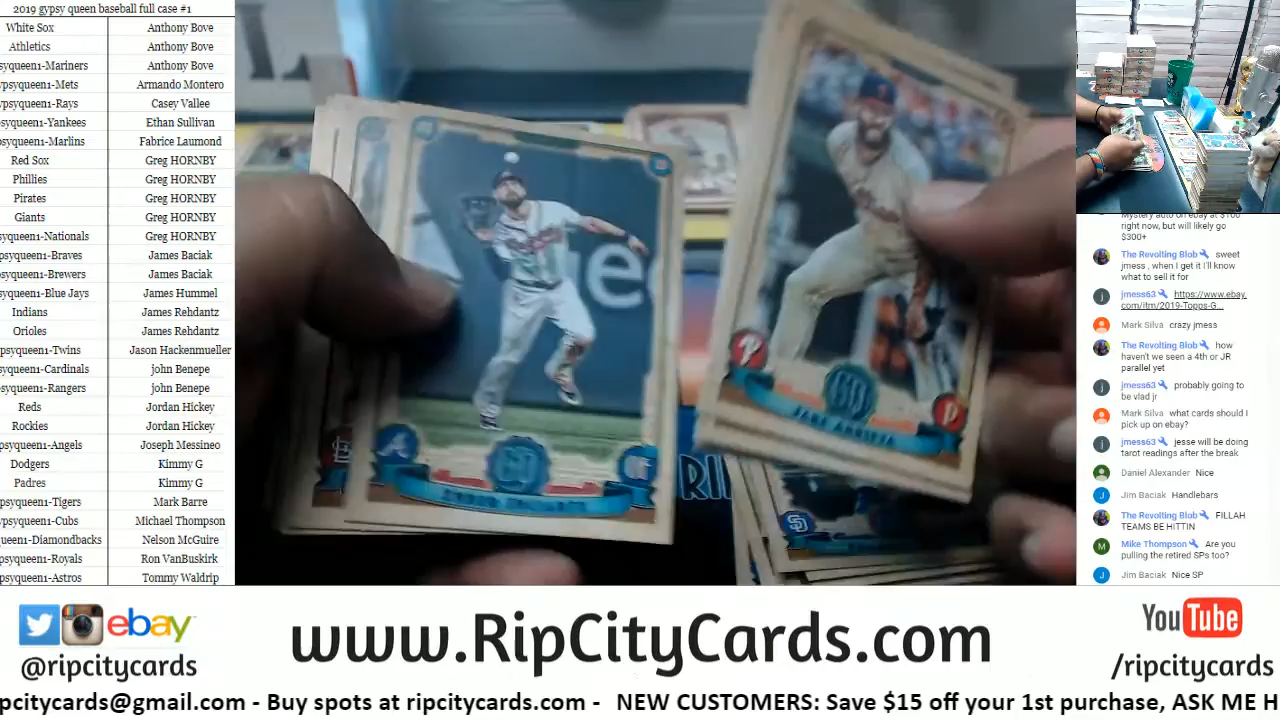 2019 gypsy queen baseball full case #1
White Sox Anthony Bove
Athletics Anthony Bove
psyqueen1-Mariners Anthony Bove
ypsyqueen1-Mets Armando Montero
ypsyqueen1-Rays Casey Vallee
syqueen1-Yankees Ethan Sullivan
psyqueen1-Marlins Fabrice Laumond
Red Sox Greg HORNBY
Phillies Greg HORNBY
Pirates Greg HORNBY
Giants Greg HORNBY
syqueen1-Nationals Greg HORNBY
psyqueen1-Braves James Baciak
psyqueen1-Brewers James Baciak
syqueen1-Blue Jays James Hummel
Indians James Rehdantz
Orioles James Rehdantz
ypsyqueen1-Twins Jason Hackenmueller
syqueen1-Cardinals john Benepe
psyqueen1-Rangers john Benepe
Reds Jordan Hickey
Rockies Jordan Hickey
psyqueen1-Angels Joseph Messineo
Dodgers Kimmy G
Padres Kimmy G
psyqueen1-Tigers Mark Barre
ypsyqueen1-Cubs Michael Thompson
ueen1-Diamondbacks Nelson McGuire
psyqueen1-Royals Ron VanBuskirk
psyqueen1-Astros Tommy Waldrip
JAKE ARRIETA
P
SD
RI
Mystery auto on ebay at $100
right now, but will likely go
$300+
The Revolting Blob sweet
jmess , when I get it I'll know
what to sell it for
jmess63 https://www.ebay.
com/itm/2019-Topps-G...
Mark Silva crazy jmess
The Revolting Blob how
haven't we seen a 4th or JR
parallel yet
jmess63 probably going to
be vlad jr
Mark Silva what cards should I
pick up on ebay?
jmess63 jesse will be doing
tarot readings after the break
Daniel Alexander Nice
Jim Baciak Handlebars
The Revolting Blob FILLAH
TEAMS BE HITTIN
Mike Thompson Are you
pulling the retired SPs too?
Jim Baciak Nice SP
ebay
@ripcitycards
www.RipCityCards.com
YouTube
/ripcitycards
pcitycards@gmail.com - Buy spots at ripcitycards.com - NEW CUSTOMERS: Save $15 off your 1st purchase, ASK ME H